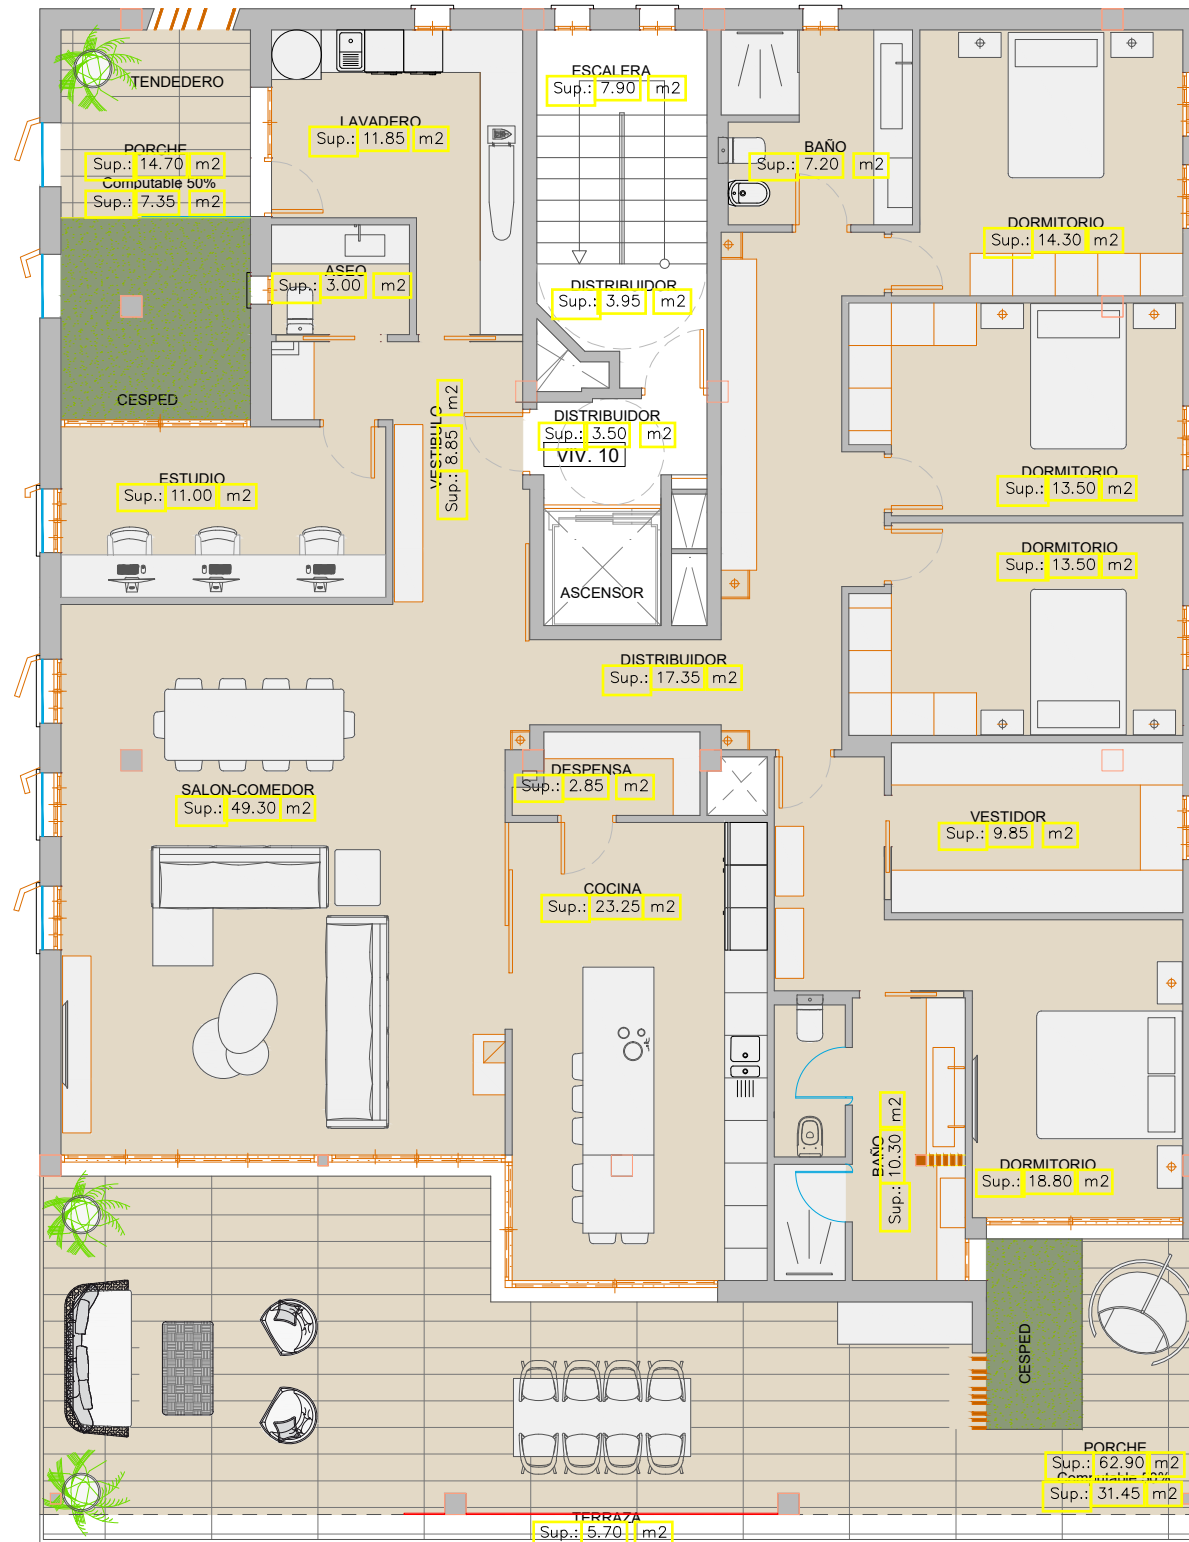 TENDEDERO
PORCHE
Sup.: 14.70 m2
Computable 50%
Sup.: 7.35 m2
LAVADERO
Sup.: 11.85 m2
ESCALERA
Sup.: 7.90 m2
BAÑO
Sup.: 7.20 m2
DORMITORIO
Sup.: 14.30 m2
ASEO
Sup.: 3.00 m2
DISTRIBUIDOR
Sup.: 3.95 m2
CESPED
VESTIBULO
Sup.: 8.85 m2
DISTRIBUIDOR
Sup.: 3.50 m2
VIV. 10
ESTUDIO
Sup.: 11.00 m2
DORMITORIO
Sup.: 13.50 m2
DORMITORIO
Sup.: 13.50 m2
ASCENSOR
DISTRIBUIDOR
Sup.: 17.35 m2
DESPENSA
Sup.: 2.85 m2
SALON-COMEDOR
Sup.: 49.30 m2
VESTIDOR
Sup.: 9.85 m2
COCINA
Sup.: 23.25 m2
BAÑO
Sup.: 10.30 m2
DORMITORIO
Sup.: 18.80 m2
CESPED
PORCHE
Sup.: 62.90 m2
Computable 50%
Sup.: 31.45 m2
TERRAZA
Sup.: 5.70 m2